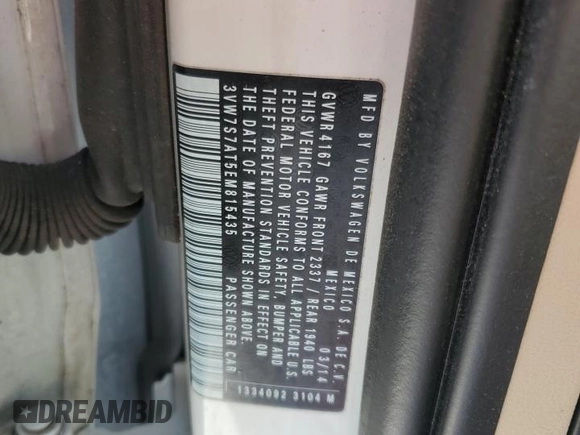 MFD BY VOLKSWAGEN DE MEXICO S.A. DE C.V.
MEXICO 03/14
GVWR 4167 GAWR FRONT 2337 / REAR 1940 LBS
THIS VEHICLE CONFORMS TO ALL APPLICABLE U.S.
FEDERAL MOTOR VEHICLE SAFETY, BUMPER AND
THEFT PREVENTION STANDARDS IN EFFECT ON
THE DATE OF MANUFACTURE SHOWN ABOVE.
3VW7S7AT5EM815435 PASSENGER CAR
1334092 3104 M
DREAMBID